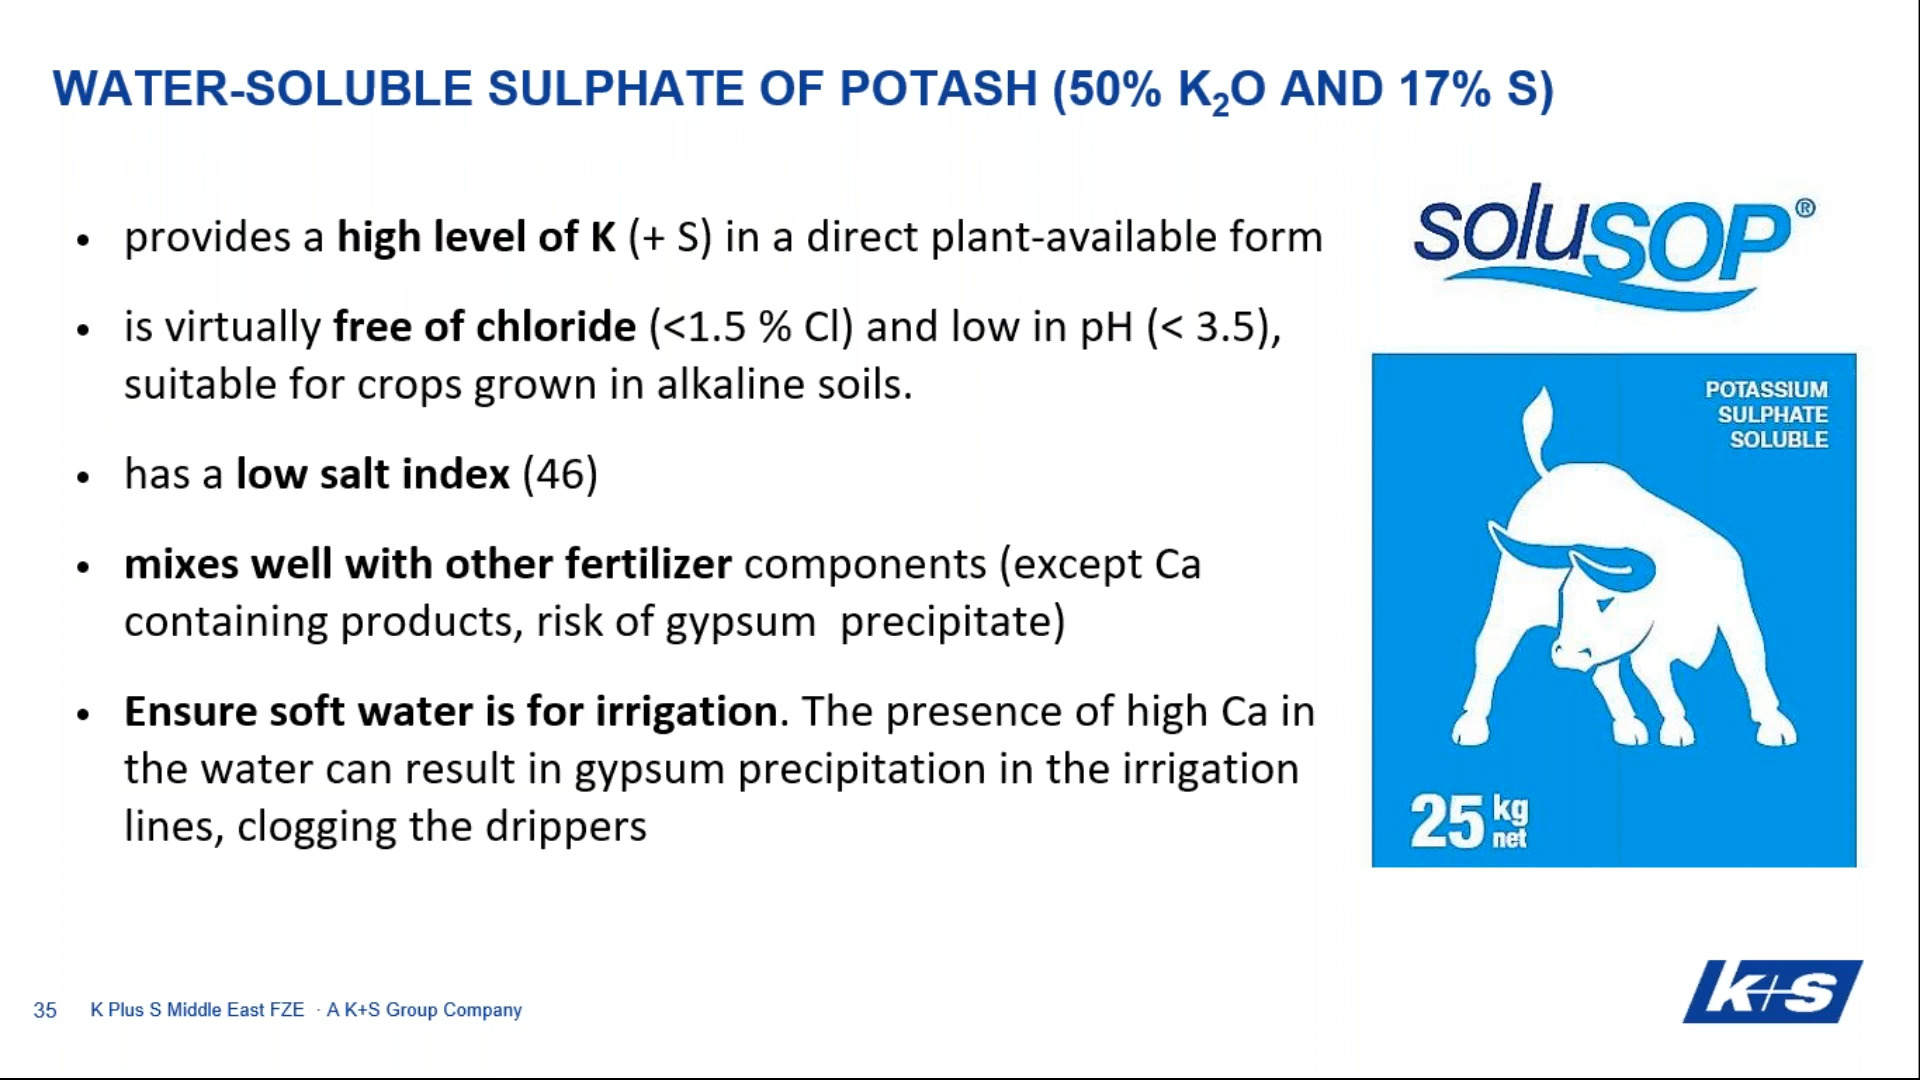 WATER-SOLUBLE SULPHATE OF POTASH (50% K₂O AND 17% S)
• provides a high level of K (+ S) in a direct plant-available form
• is virtually free of chloride (<1.5 % Cl) and low in pH (< 3.5),
suitable for crops grown in alkaline soils.
• has a low salt index (46)
• mixes well with other fertilizer components (except Ca
containing products, risk of gypsum  precipitate)
• Ensure soft water is for irrigation. The presence of high Ca in
the water can result in gypsum precipitation in the irrigation
lines, clogging the drippers
soluSOP®
POTASSIUM
SULPHATE
SOLUBLE
25 kg
net
35 K Plus S Middle East FZE · A K+S Group Company
K+S